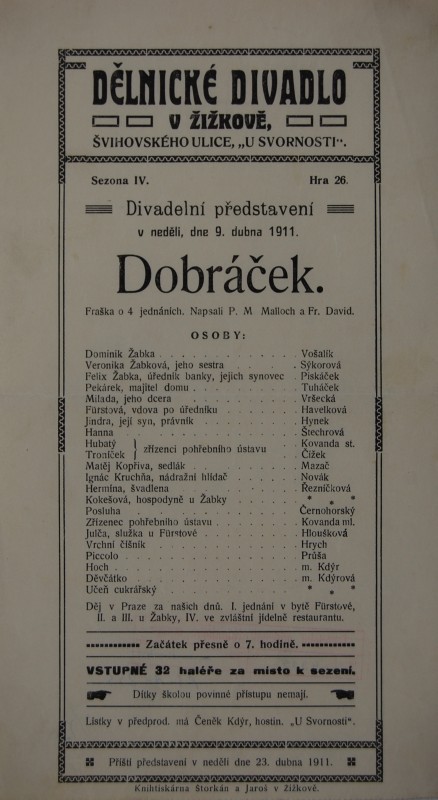 DĚLNICKÉ DIVADLO
V ŽIŽKOVĚ,
ŠVIHOVSKÉHO ULICE, „U SVORNOSTI“.
Sezona IV. Hra 26.
Divadelní představení
v neděli, dne 9. dubna 1911.
Dobráček.
Fraška o 4 jednáních. Napsali P. M. Malloch a Fr. David.
OSOBY:
Dominik Žabka . . . . . . . . . . . . Vošalík
Veronika Žabková, jeho sestra . . . . . Sýkorová
Felix Žabka, úředník banky, jejich synovec . Piskáček
Pekárek, majitel domu . . . . . . . . . Tuháček
Milada, jeho dcera . . . . . . . . . . Vršecká
Fürstová, vdova po úředníku . . . . . . Havelková
Jindra, její syn, právník . . . . . . . . Hynek
Hanna . . . . . . . . . . . . . . Štechrová
Hubatý } zřízenci pohřebního ústavu . . Kovanda st.
Troníček } Čížek
Matěj Kopřiva, sedlák . . . . . . . . . Mazač
Ignác Kruchňa, nádražní hlídač . . . . . Novák
Hermina, švadlena . . . . . . . . . . Řezníčková
Kokešová, hospodyně u Žabky . . . . . . * * *
Posluha . . . . . . . . . . . . . Černohorský
Zřízenec pohřebního ústavu . . . . . . . Kovanda ml.
Julča, služka u Fürstové . . . . . . . . Hloušková
Vrchní číšník . . . . . . . . . . . . Hrych
Piccolo . . . . . . . . . . . . . Průša
Hoch . . . . . . . . . . . . . . m. Kdýr
Děvčátko . . . . . . . . . . . . . m. Kdýrová
Učeň cukrářský . . . . . . . . . . . * * *
Děj v Praze za našich dnů. I. jednání v bytě Fürstové,
II. a III. u Žabky, IV. ve zvláštní jídelně restaurantu.
Začátek přesně o 7. hodině.
VSTUPNÉ 32 haléře za místo k sezení.
Dítky školou povinné přístupu nemají.
Lístky v předprod. má Čeněk Kdýr, hostin. „U Svornosti“.
Příští představení v neděli dne 23. dubna 1911.
Knihtiskárna Štorkán a Jaroš v Žižkově.